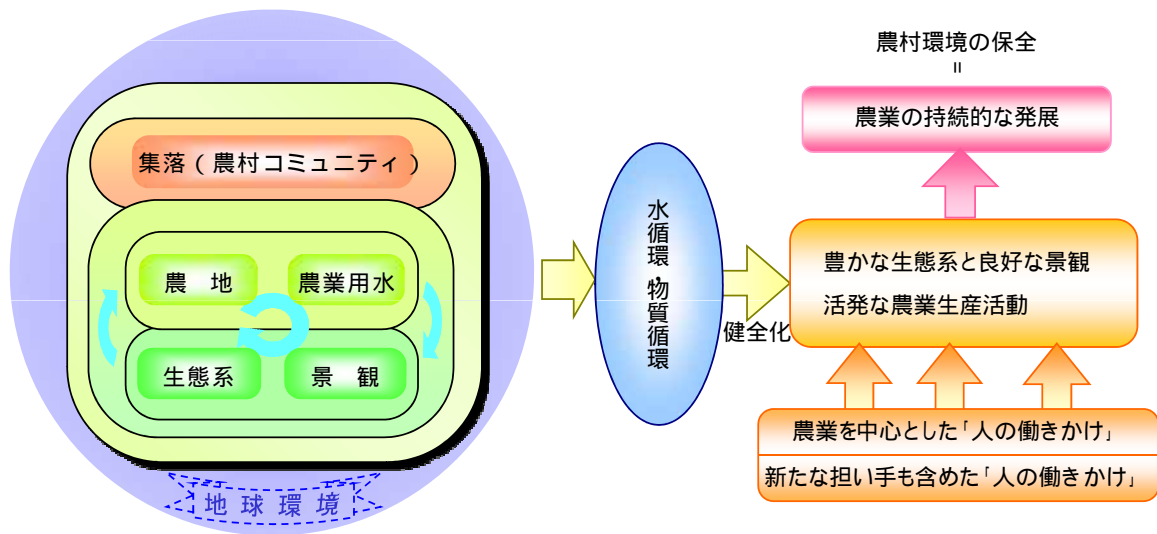 集落（農村コミュニティ）
農　地
農業用水
生態系
景　観
地球環境
水循環・物質循環
健全化
農村環境の保全
＝
農業の持続的な発展
豊かな生態系と良好な景観
活発な農業生産活動
農業を中心とした「人の働きかけ」
新たな担い手も含めた「人の働きかけ」